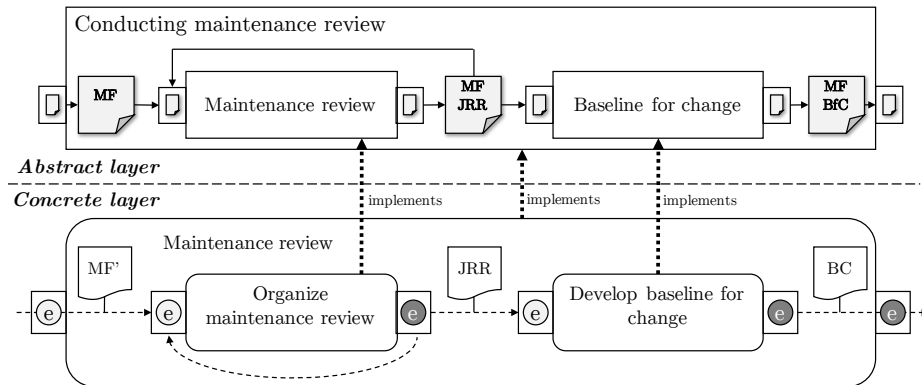 Conducting maintenance review
MF
Maintenance review
MF
JRR
Baseline for change
MF
BfC
Abstract layer
Concrete layer
implements
implements
implements
Maintenance review
MF'
JRR
BC
e
e
Organize
maintenance review
e
e
Develop baseline for
change
e
e